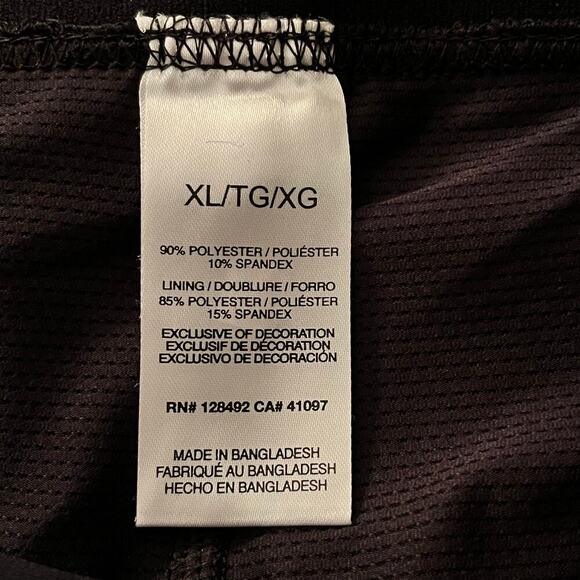 XL/TG/XG
90% POLYESTER / POLIÉSTER
10% SPANDEX
LINING / DOUBLURE / FORRO
85% POLYESTER / POLIÉSTER
15% SPANDEX
EXCLUSIVE OF DECORATION
EXCLUSIF DE DÉCORATION
EXCLUSIVO DE DECORACIÓN
RN# 128492 CA# 41097
MADE IN BANGLADESH
FABRIQUÉ AU BANGLADESH
HECHO EN BANGLADESH